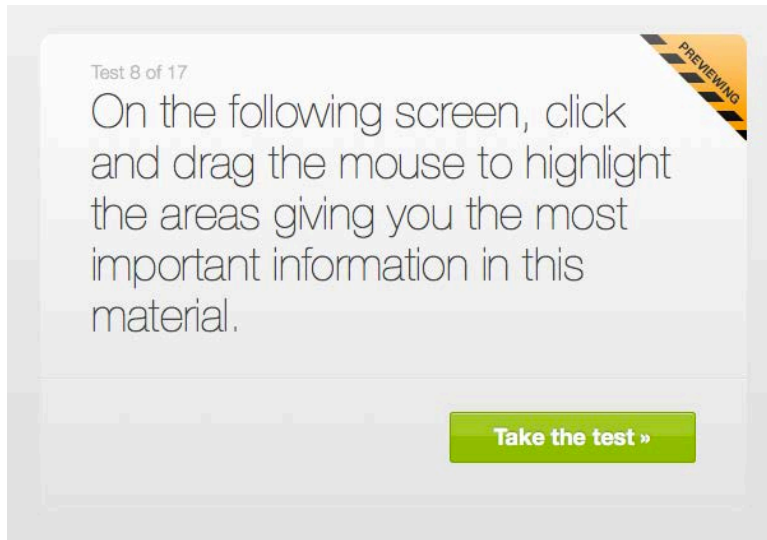 Test 8 of 17
PREVIEWING
On the following screen, click
and drag the mouse to highlight
the areas giving you the most
important information in this
material.
Take the test »